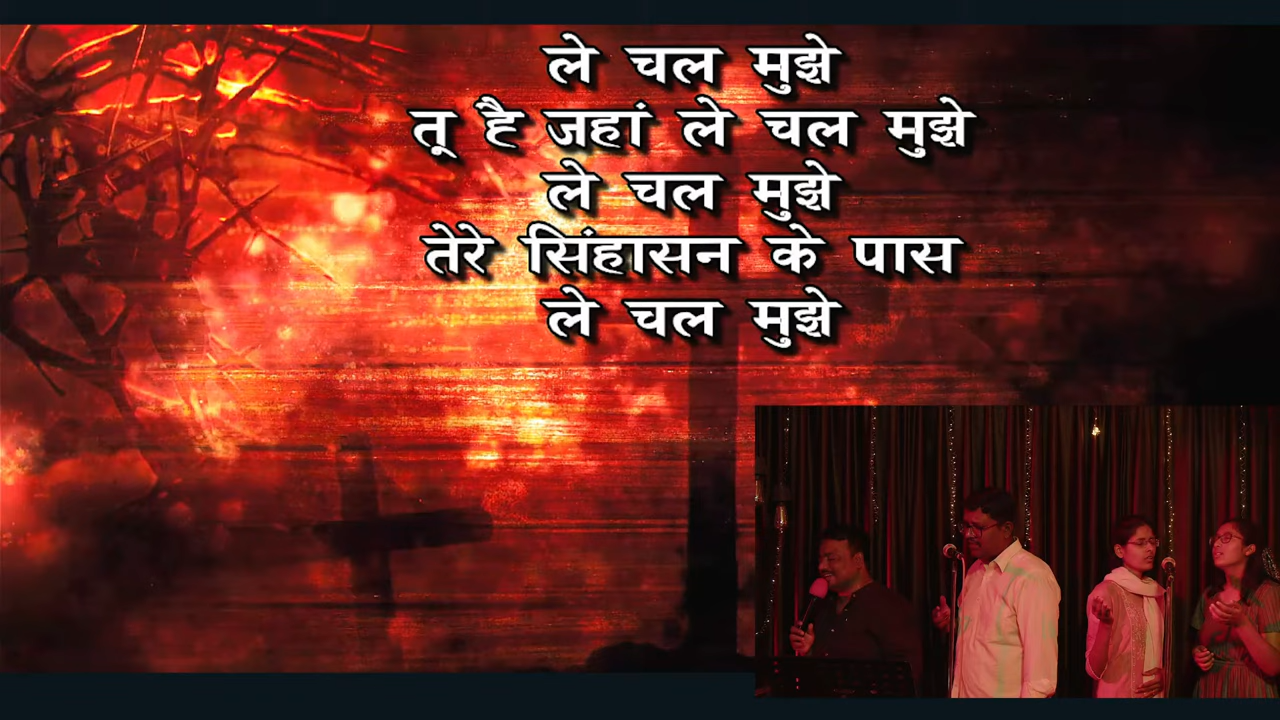 ले चल मुझे
तू है जहां ले चल मुझे
ले चल मुझे
तेरे सिंहासन के पास
ले चल मुझे